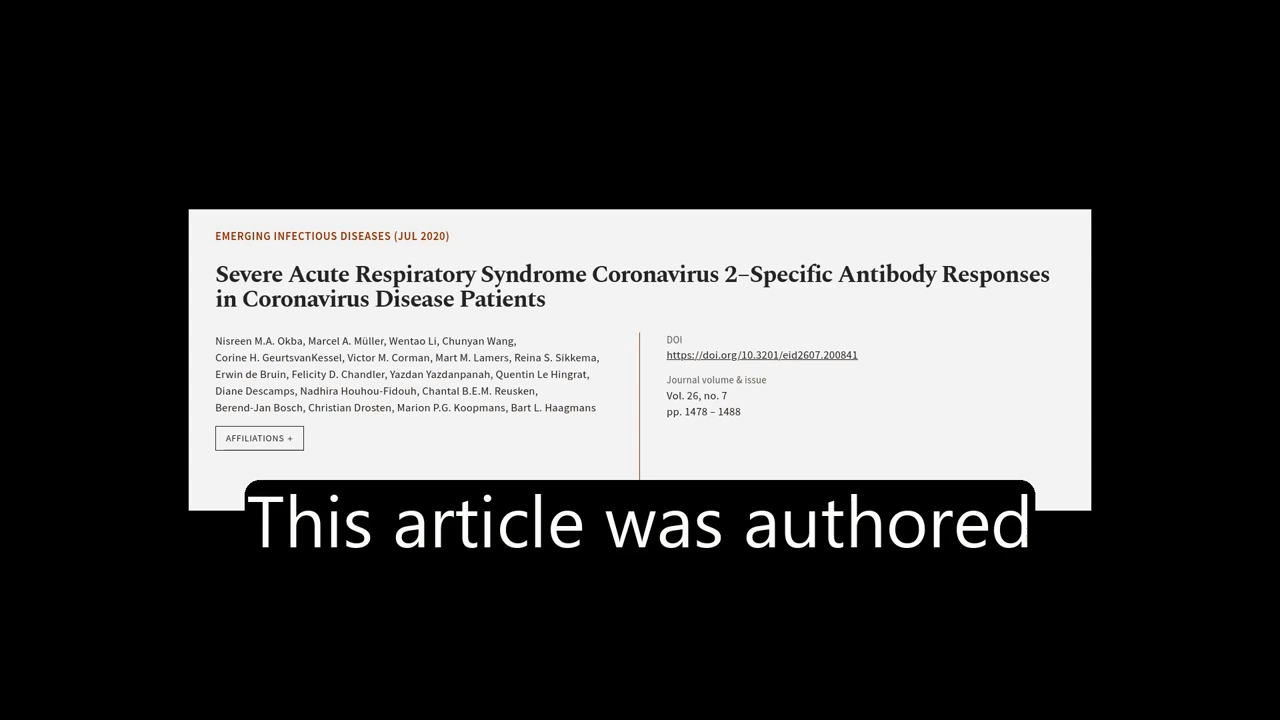 EMERGING INFECTIOUS DISEASES (JUL 2020)
Severe Acute Respiratory Syndrome Coronavirus 2–Specific Antibody Responses
in Coronavirus Disease Patients
Nisreen M.A. Okba, Marcel A. Müller, Wentao Li, Chunyan Wang,
Corine H. GeurtsvanKessel, Victor M. Corman, Mart M. Lamers, Reina S. Sikkema,
Erwin de Bruin, Felicity D. Chandler, Yazdan Yazdanpanah, Quentin Le Hingrat,
Diane Descamps, Nadhira Houhou-Fidouh, Chantal B.E.M. Reusken,
Berend-Jan Bosch, Christian Drosten, Marion P.G. Koopmans, Bart L. Haagmans
AFFILIATIONS +
DOI
https://doi.org/10.3201/eid2607.200841
Journal volume & issue
Vol. 26, no. 7
pp. 1478 – 1488
This article was authored